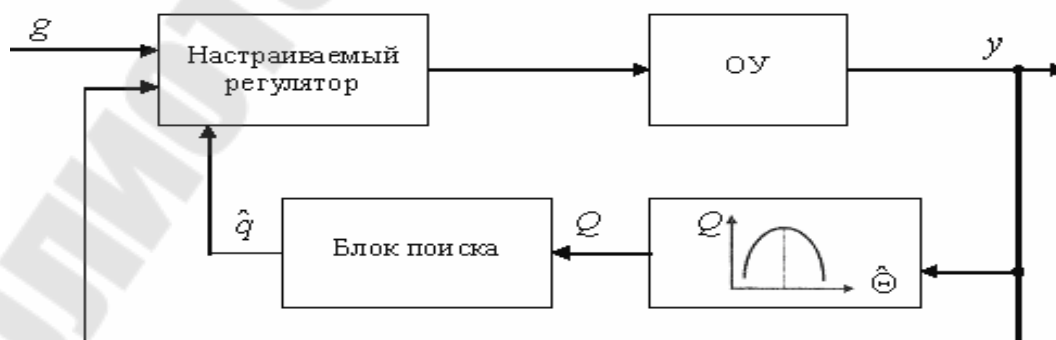 g
Настраиваемый
регулятор
ОУ
y
q̂
Блок поиска
Q
Q
Θ̂